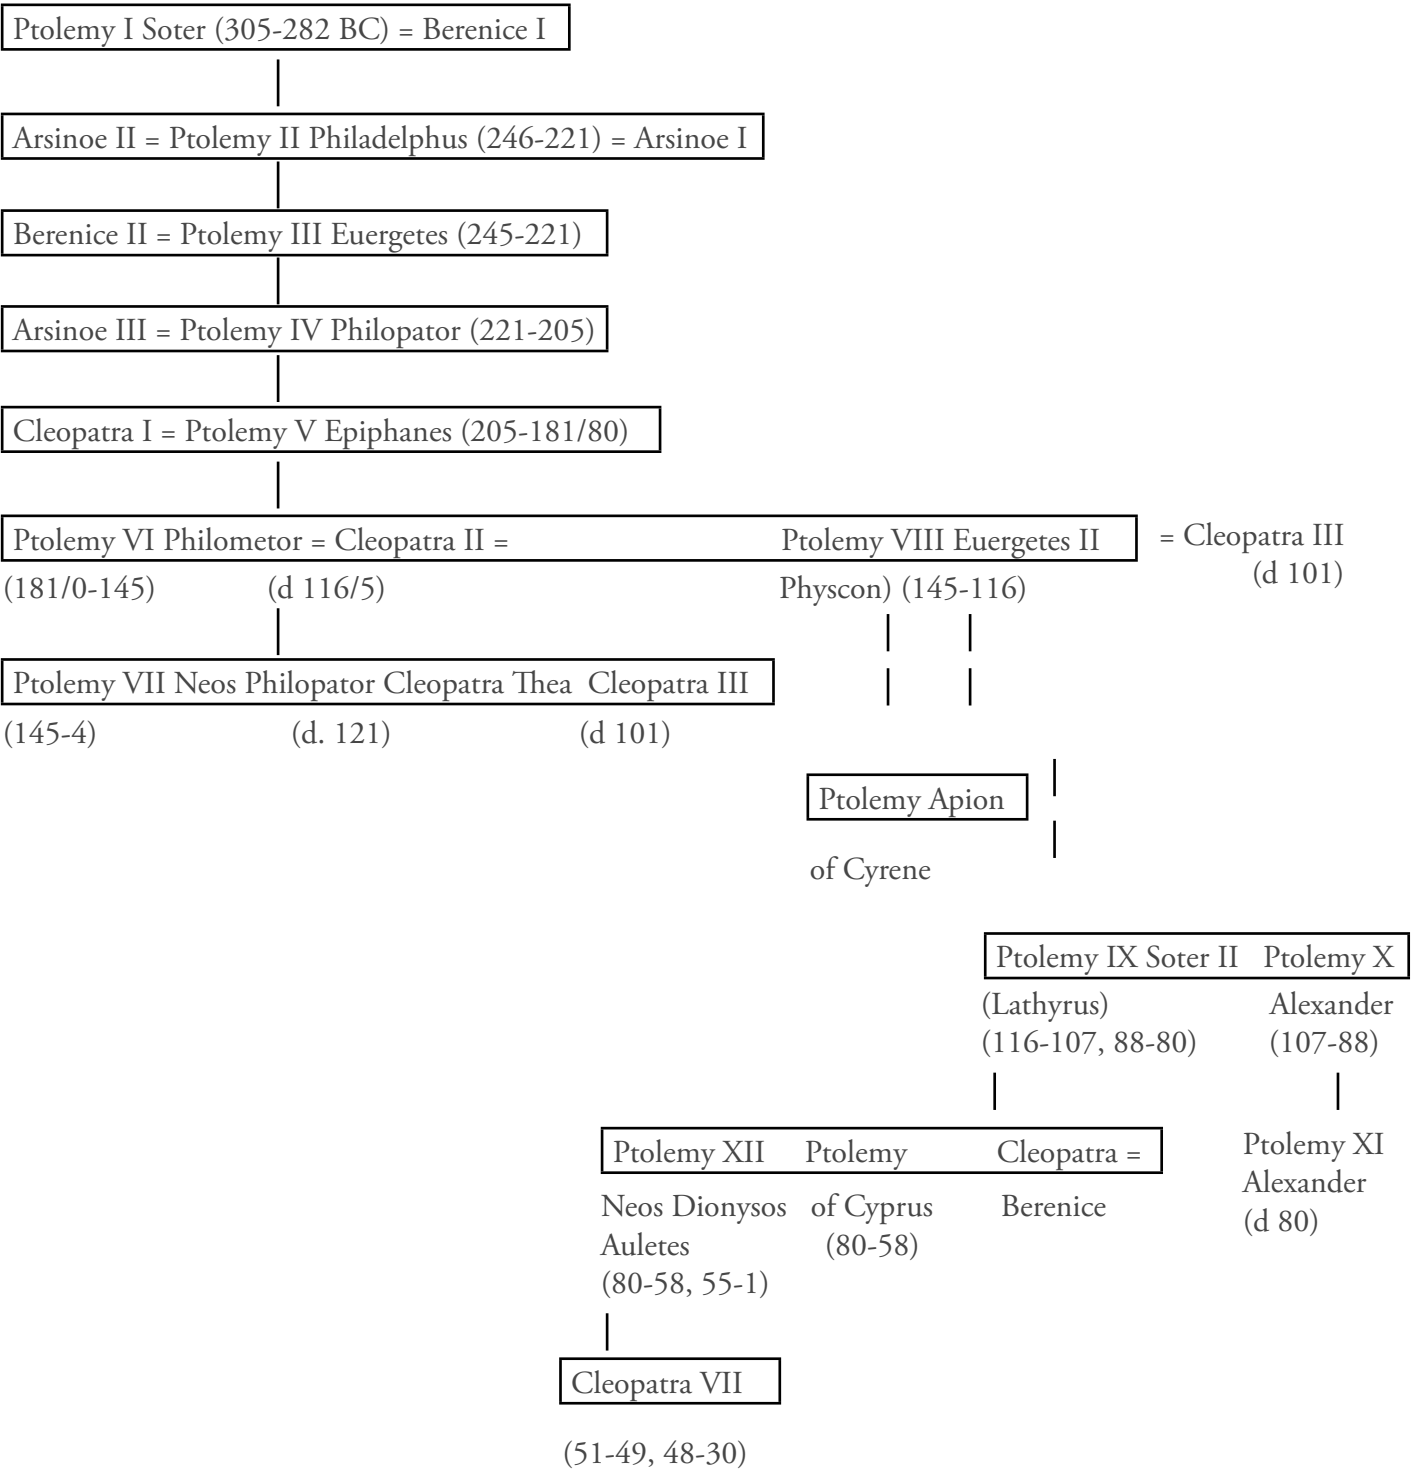 Ptolemy I Soter (305-282 BC) = Berenice I
Arsinoe II = Ptolemy II Philadelphus (246-221) = Arsinoe I
Berenice II = Ptolemy III Euergetes (245-221)
Arsinoe III = Ptolemy IV Philopator (221-205)
Cleopatra I = Ptolemy V Epiphanes (205-181/80)
Ptolemy VI Philometor = Cleopatra II = Ptolemy VIII Euergetes II = Cleopatra III
(181/0-145) (d 116/5) Physcon) (145-116) (d 101)
Ptolemy VII Neos Philopator Cleopatra Thea Cleopatra III
(145-4) (d. 121) (d 101)
Ptolemy Apion
of Cyrene
Ptolemy IX Soter II Ptolemy X
(Lathyrus) Alexander
(116-107, 88-80) (107-88)
Ptolemy XII Ptolemy Cleopatra = Ptolemy XI
Neos Dionysos of Cyprus Berenice Alexander
Auletes (80-58) (d 80)
(80-58, 55-1)
Cleopatra VII
(51-49, 48-30)